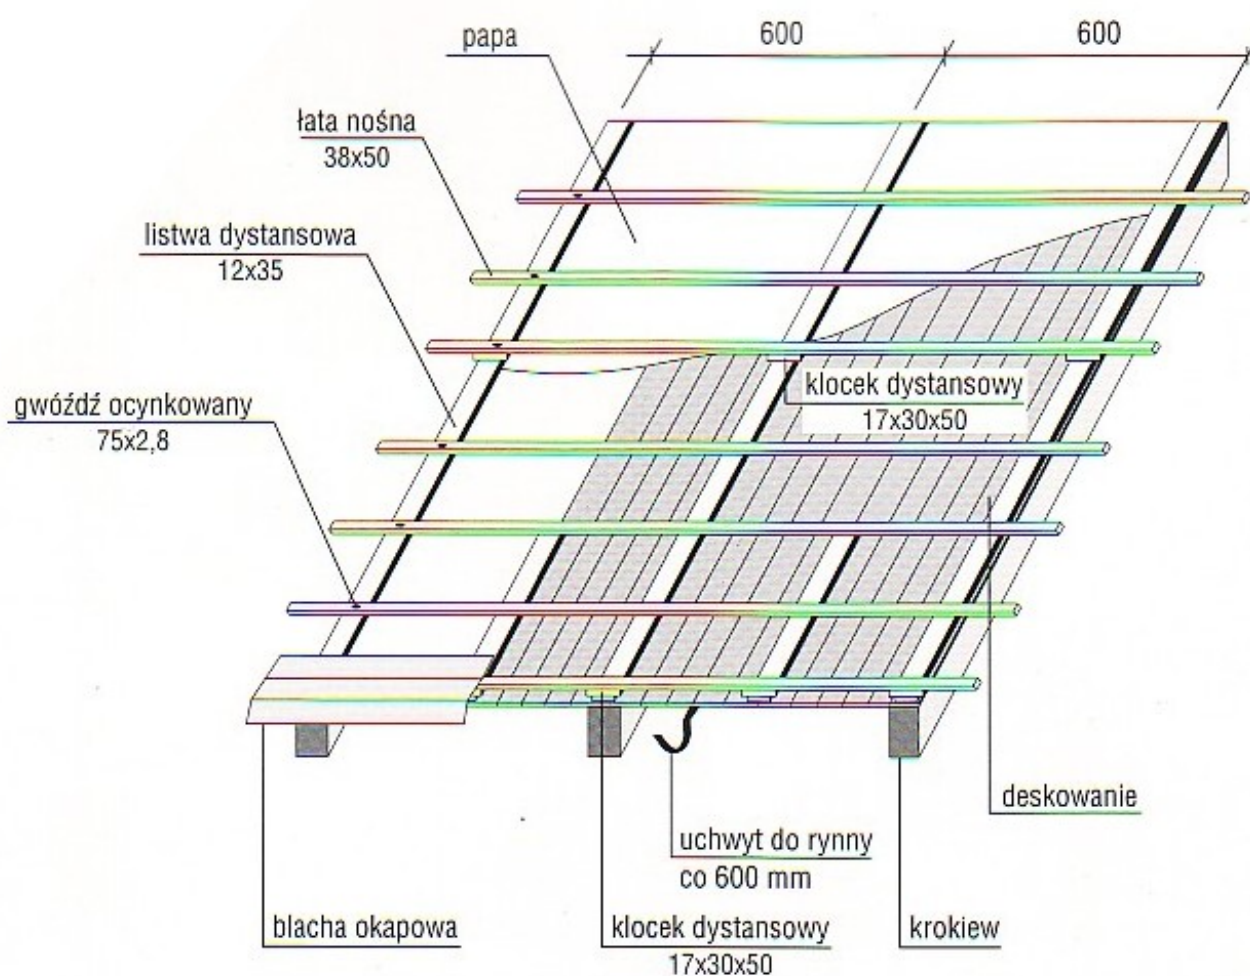 papa
600
600
łata nośna
38x50
listwa dystansowa
12x35
klocek dystansowy
17x30x50
gwóźdź ocynkowany
75x2,8
deskowanie
uchwyt do rynny
co 600 mm
blacha okapowa
klocek dystansowy
17x30x50
krokiew